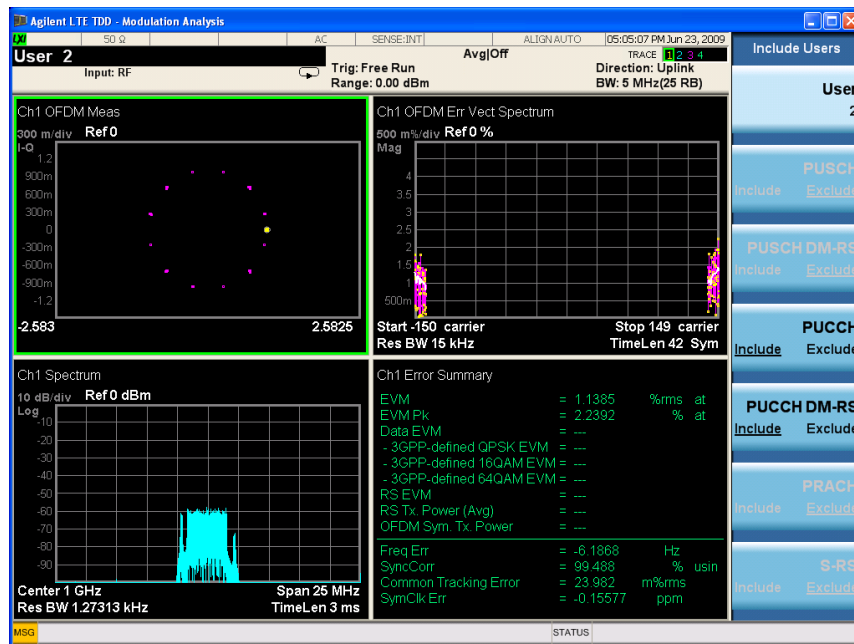 Agilent LTE TDD - Modulation Analysis
LXI 50 Ω AC SENSE:INT ALIGN AUTO 05:05:07 PM Jun 23, 2009
User 2 Avg|Off TRACE 1 2 3 4
Input: RF Trig: Free Run Direction: Uplink
Range: 0.00 dBm BW: 5 MHz(25 RB)
Include Users
User
2
PUSCH
Include Exclude
PUSCH DM-RS
Include Exclude
PUCCH
Include Exclude
PUCCH DM-RS
Include Exclude
PRACH
Include Exclude
S-RS
Include Exclude
Ch1 OFDM Meas
300 m/div Ref 0
I-Q
1.2
900m
600m
300m
0
-300m
-600m
-900m
-1.2
-2.583 2.5825
Ch1 OFDM Err Vect Spectrum
500 m%/div Ref 0 %
Mag
4
3.5
3
2.5
2
1.5
1
500m
Start -150 carrier Stop 149 carrier
Res BW 15 kHz TimeLen 42 Sym
Ch1 Spectrum
10 dB/div Ref 0 dBm
Log
-10
-20
-30
-40
-50
-60
-70
-80
-90
Center 1 GHz Span 25 MHz
Res BW 1.27313 kHz TimeLen 3 ms
Ch1 Error Summary
EVM = 1.1385 %rms at
EVM Pk = 2.2392 % at
Data EVM = ---
- 3GPP-defined QPSK EVM = ---
- 3GPP-defined 16QAM EVM = ---
- 3GPP-defined 64QAM EVM = ---
RS EVM = ---
RS Tx. Power (Avg) = ---
OFDM Sym. Tx. Power = ---
Freq Err = -6.1868 Hz
SyncCorr = 99.488 % usin
Common Tracking Error = 23.982 m%rms
SymClk Err = -0.15577 ppm
MSG STATUS